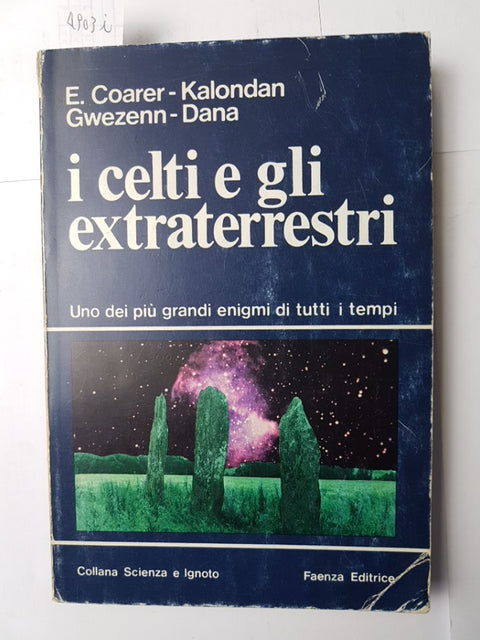 4903 i
E. Coarer-Kalondan
Gwezenn-Dana
i celti e gli
extraterrestri
Uno dei più grandi enigmi di tutti i tempi
Collana Scienza e Ignoto
Faenza Editrice